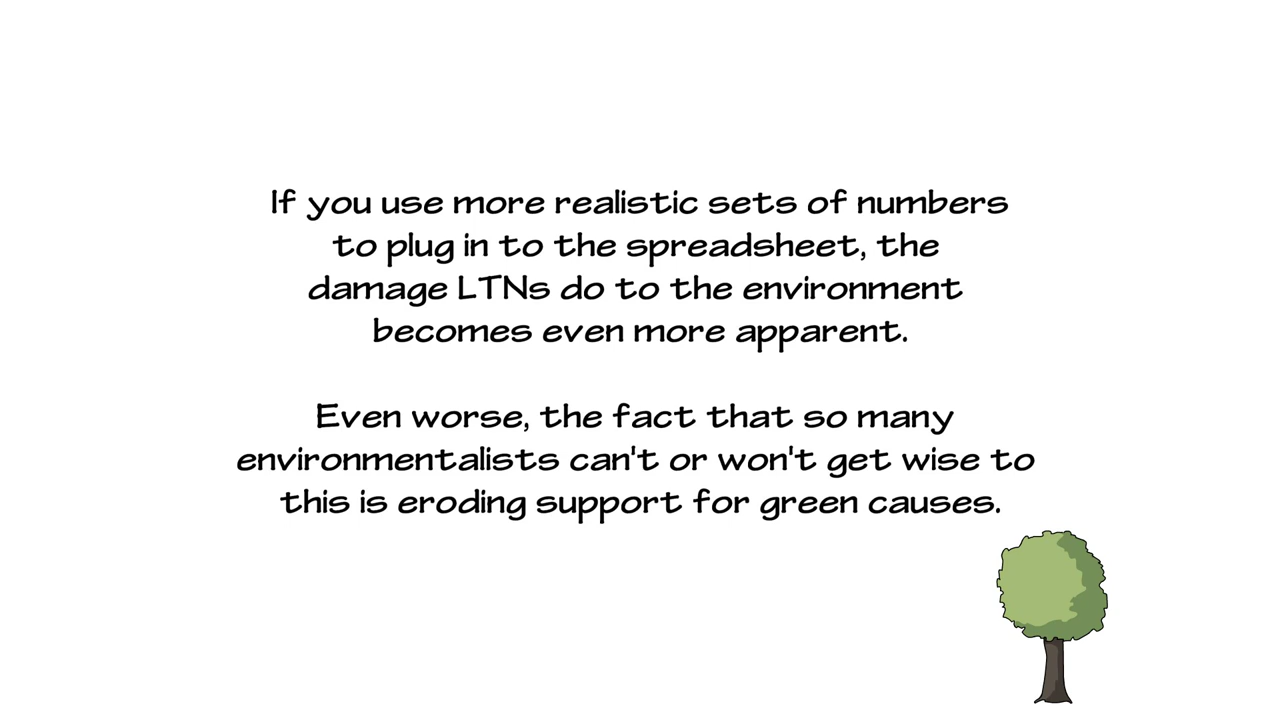 If you use more realistic sets of numbers
to plug in to the spreadsheet, the
damage LTNs do to the environment
becomes even more apparent.
Even worse, the fact that so many
environmentalists can't or won't get wise to
this is eroding support for green causes.